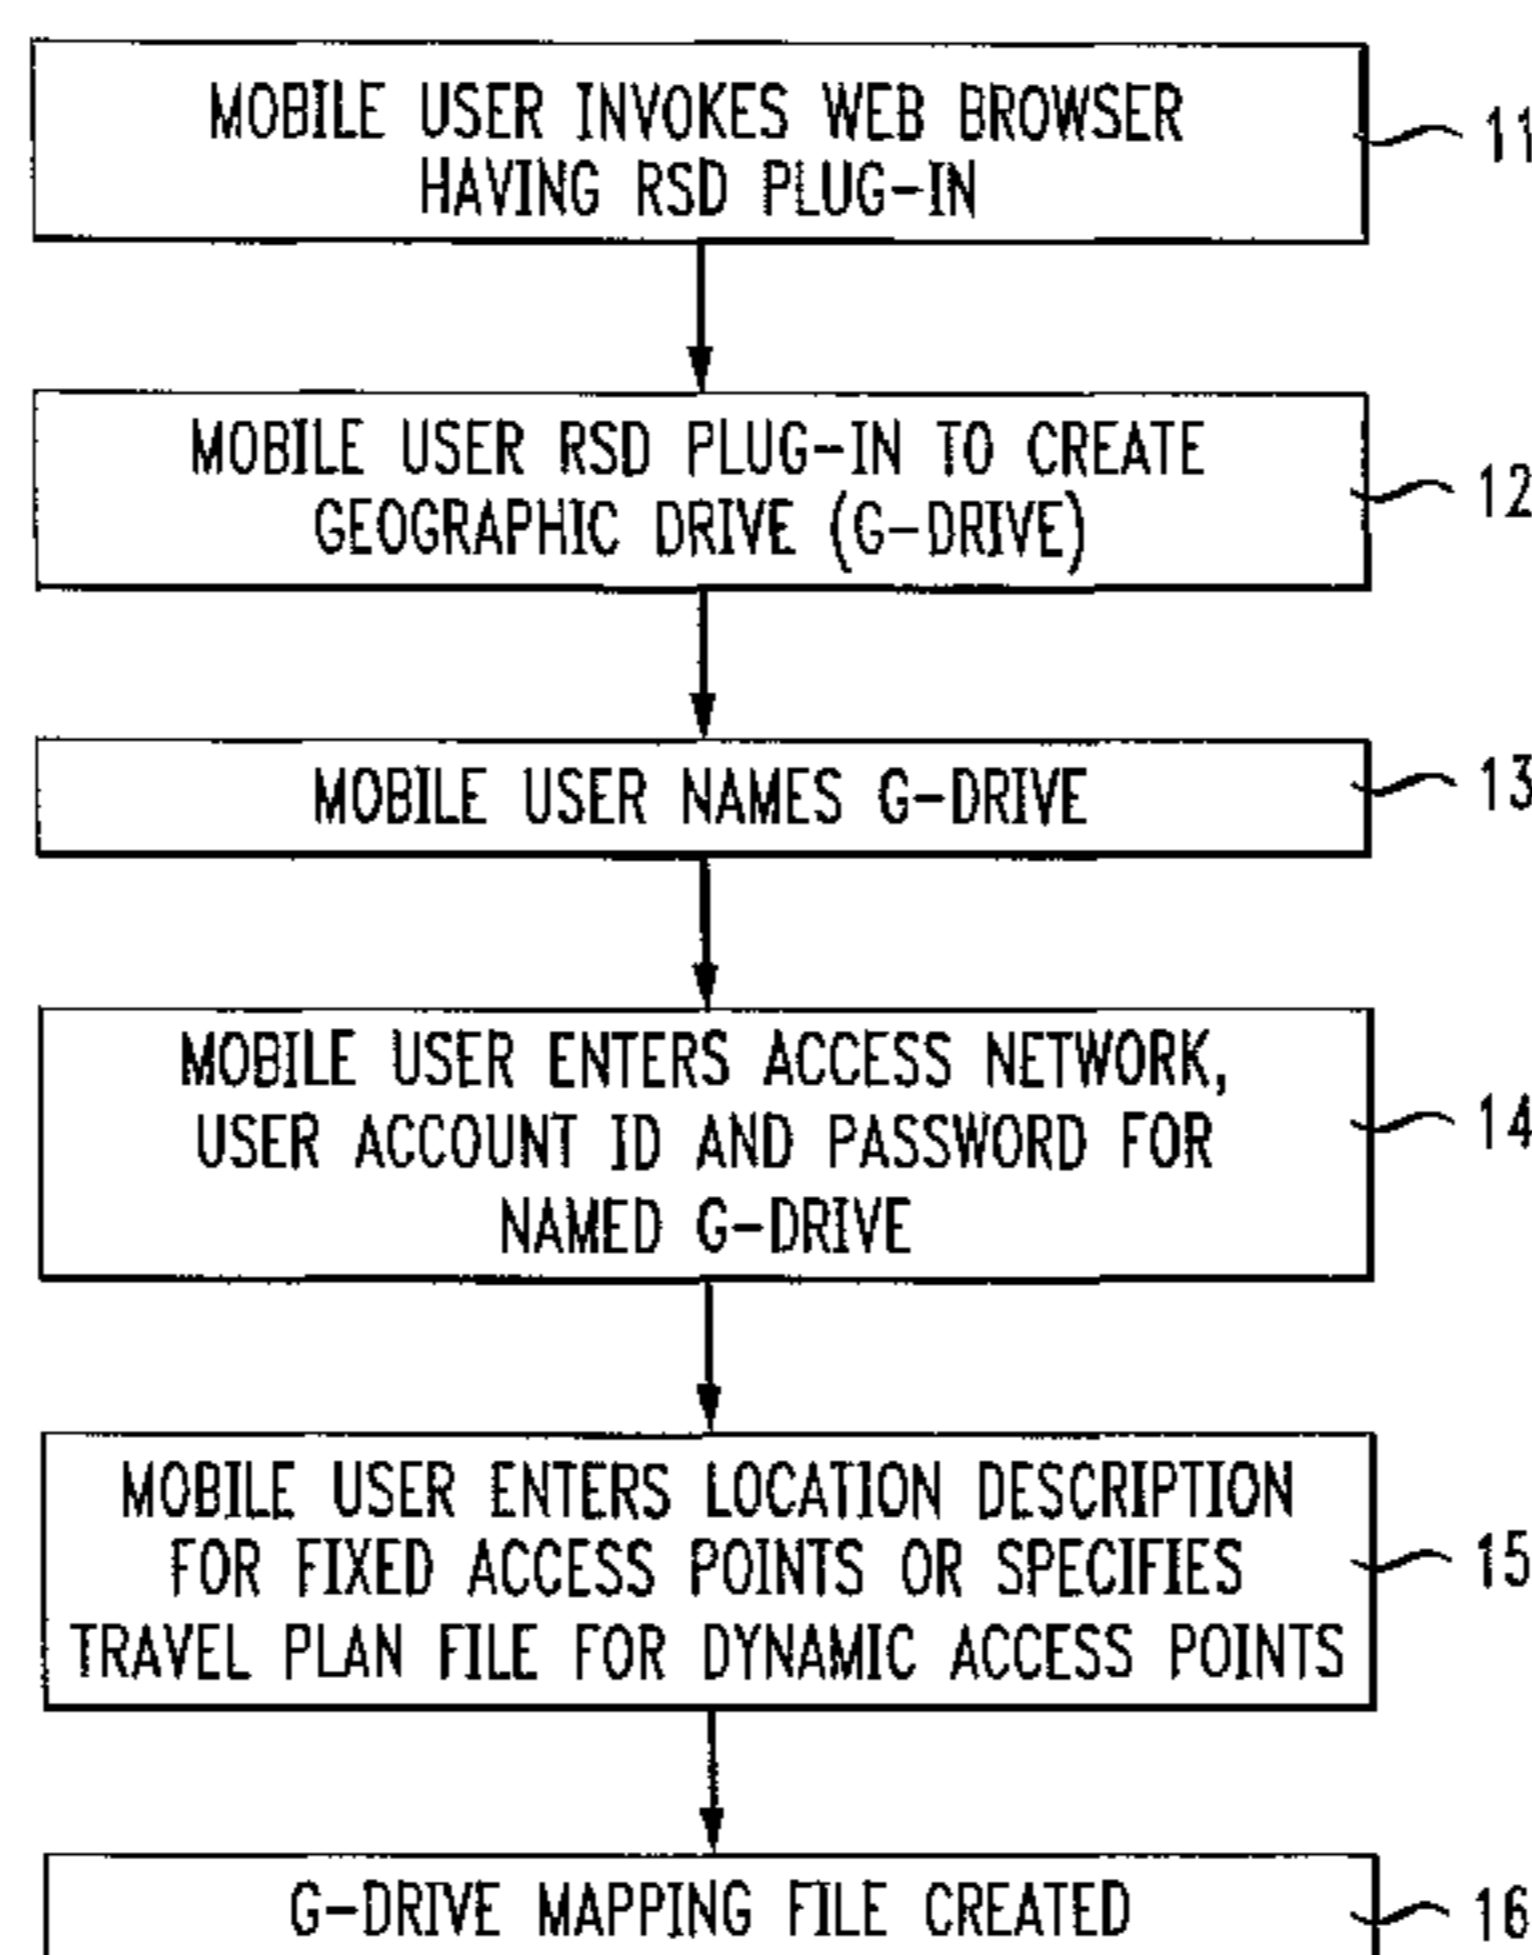 MOBILE USER INVOKES WEB BROWSER
HAVING RSD PLUG-IN
11
MOBILE USER RSD PLUG-IN TO CREATE
GEOGRAPHIC DRIVE (G-DRIVE)
12
MOBILE USER NAMES G-DRIVE
13
MOBILE USER ENTERS ACCESS NETWORK,
USER ACCOUNT ID AND PASSWORD FOR
NAMED G-DRIVE
14
MOBILE USER ENTERS LOCATION DESCRIPTION
FOR FIXED ACCESS POINTS OR SPECIFIES
TRAVEL PLAN FILE FOR DYNAMIC ACCESS POINTS
15
G-DRIVE MAPPING FILE CREATED
16